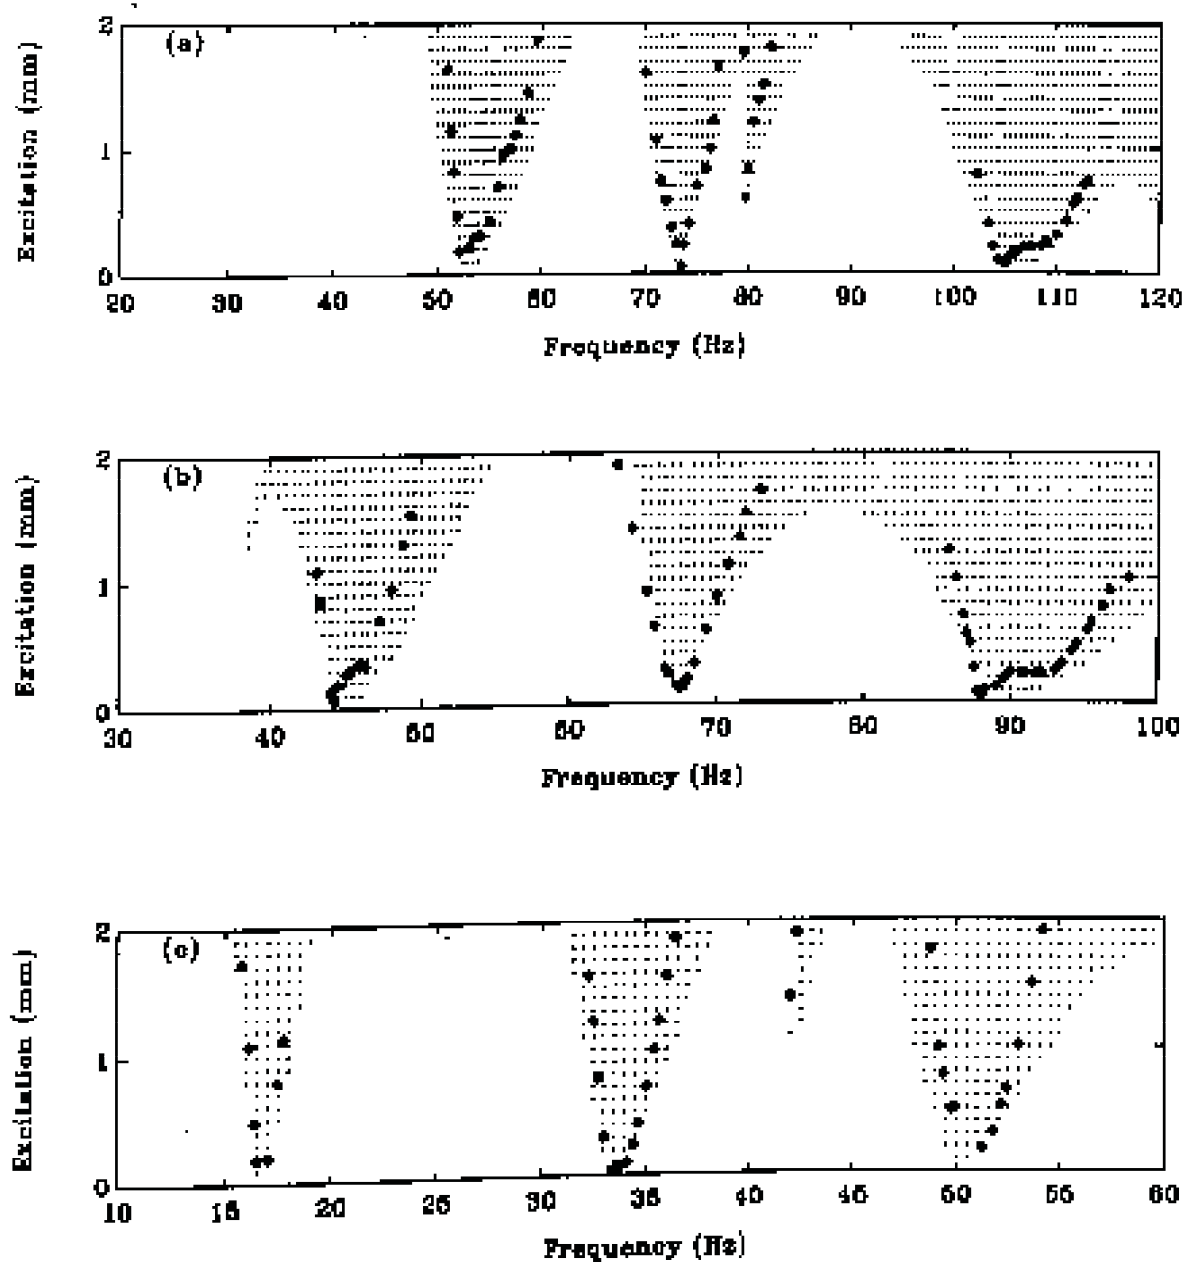 2
(a)
1
0
Excitation (mm)
20 30 40 50 60 70 80 90 100 110 120
Frequency (Hz)
2
(b)
1
0
Excitation (mm)
30 40 50 60 70 80 90 100
Frequency (Hz)
2
(c)
1
0
Excitation (mm)
10 15 20 25 30 35 40 45 50 55 60
Frequency (Hz)